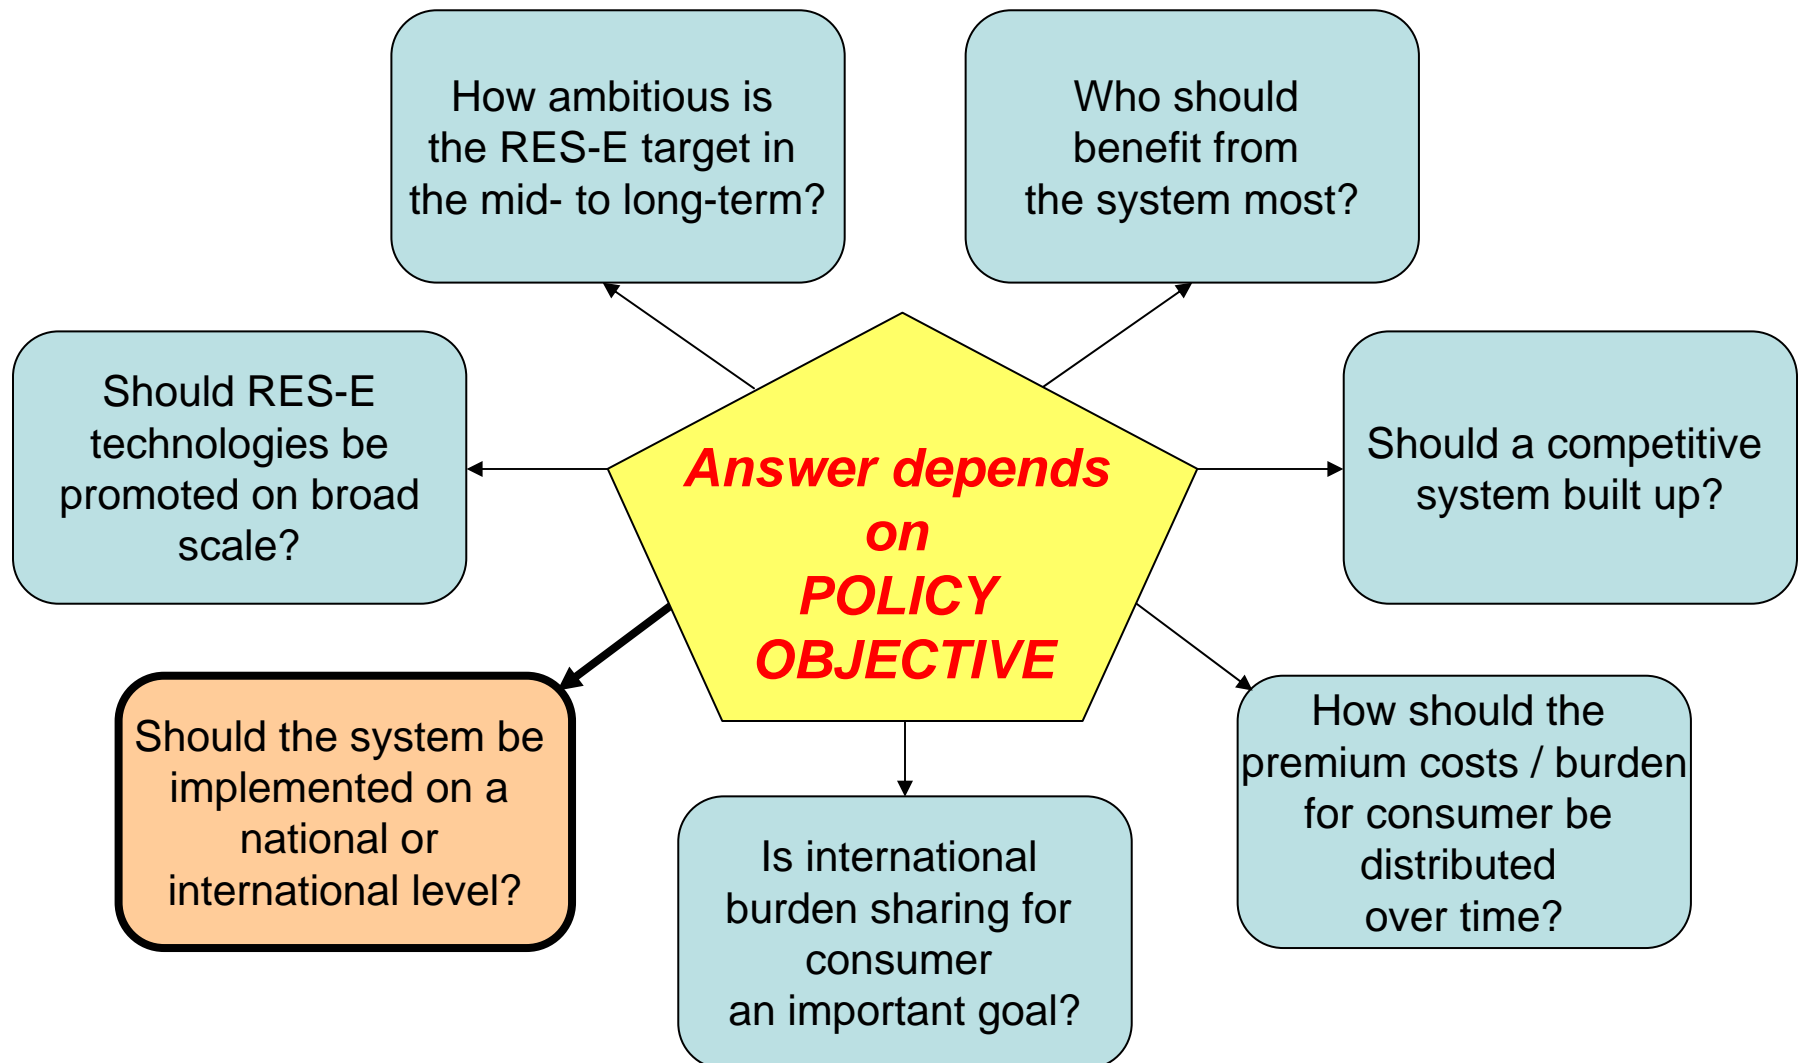 How ambitious is
the RES-E target in
the mid- to long-term?
Who should
benefit from
the system most?
Should RES-E
technologies be
promoted on broad
scale?
Answer depends
on
POLICY
OBJECTIVE
Should a competitive
system built up?
Should the system be
implemented on a
national or
international level?
Is international
burden sharing for
consumer
an important goal?
How should the
premium costs / burden
for consumer be
distributed
over time?